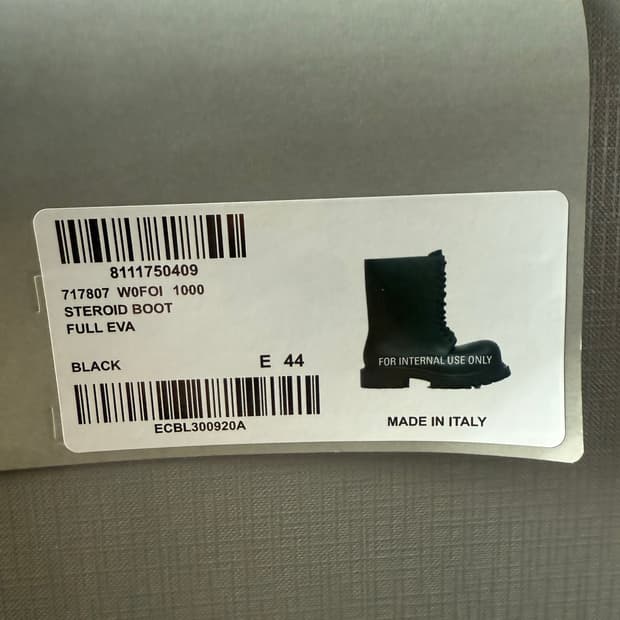 8111750409
717807 W0FOI 1000
STEROID BOOT
FULL EVA
BLACK E 44
ECBL300920A
FOR INTERNAL USE ONLY
MADE IN ITALY